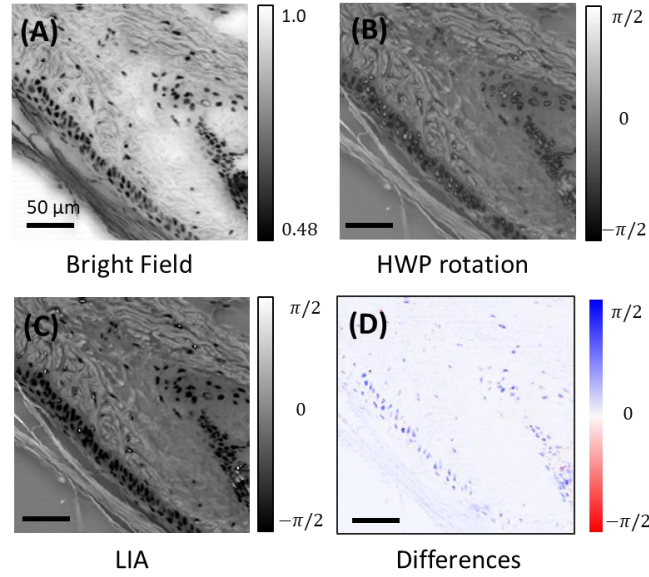 (A)
1.0
50 μm
0.48
Bright Field
(B)
π/2
0
−π/2
HWP rotation
(C)
π/2
0
−π/2
LIA
(D)
π/2
0
−π/2
Differences